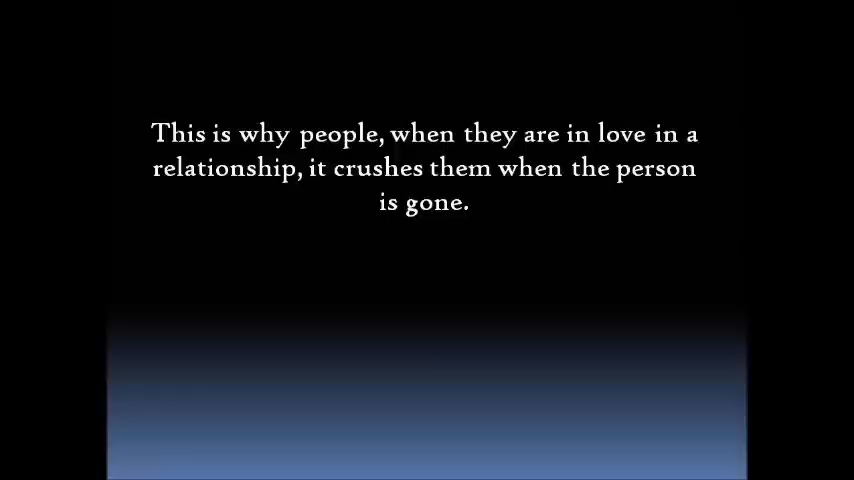 This is why people, when they are in love in a
relationship, it crushes them when the person
is gone.